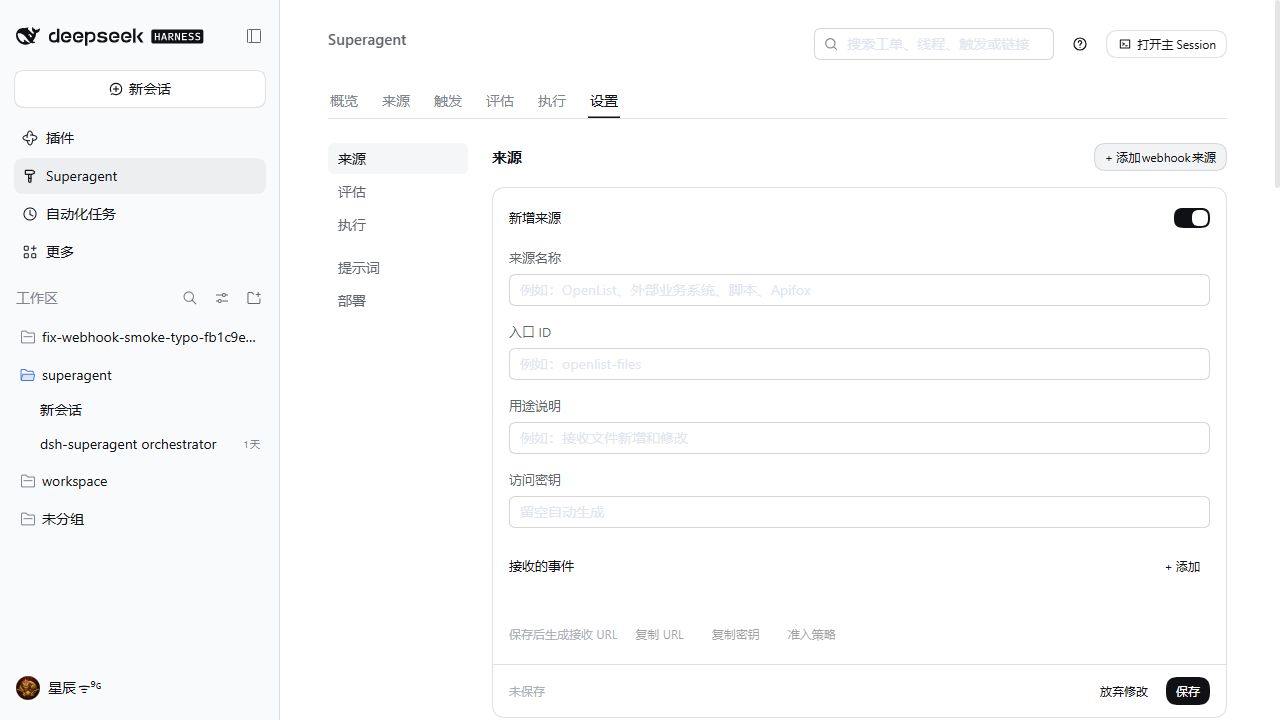 deepseek HARNESS
新会话
插件
Superagent
自动化任务
更多
工作区
fix-webhook-smoke-typo-fb1c9e...
superagent
新会话
dsh-superagent orchestrator 1天
workspace
未分组
星辰
Superagent
搜索工单、线程、触发或链接
打开主 Session
概览 来源 触发 评估 执行 设置
来源
评估
执行
提示词
部署
来源
+ 添加webhook来源
新增来源
来源名称
例如：OpenList、外部业务系统、脚本、Apifox
入口 ID
例如：openlist-files
用途说明
例如：接收文件新增和修改
访问密钥
留空自动生成
接收的事件
+ 添加
保存后生成接收 URL 复制 URL 复制密钥 准入策略
未保存
放弃修改 保存